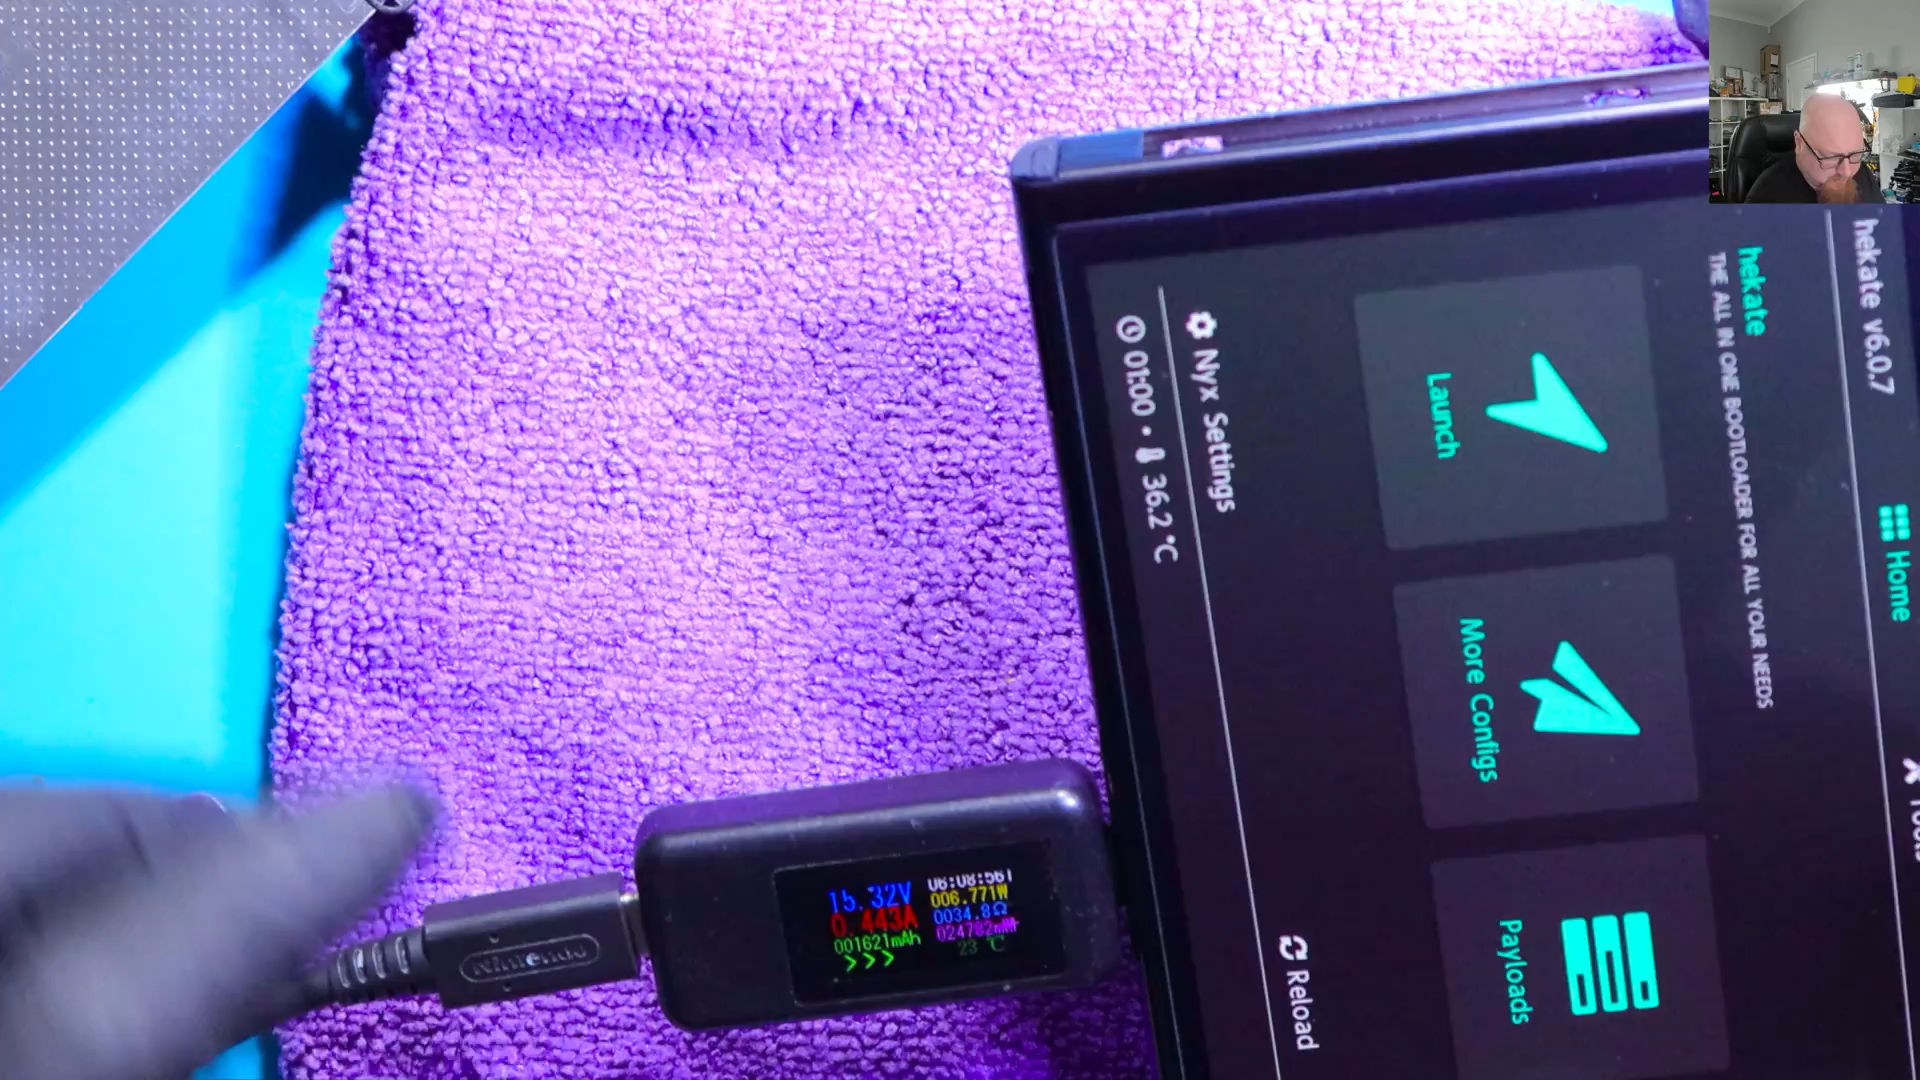 hekate v6.0.7
Home
hekate
THE ALL IN ONE BOOTLOADER FOR ALL YOUR NEEDS
Launch
More Configs
Payloads
Nyx Settings
Reload
01:00 • 36.2 °C
15.32V
0.443A
001621mAh
>>>
006.771W
0034.8Ω
23 °C
Nintendo